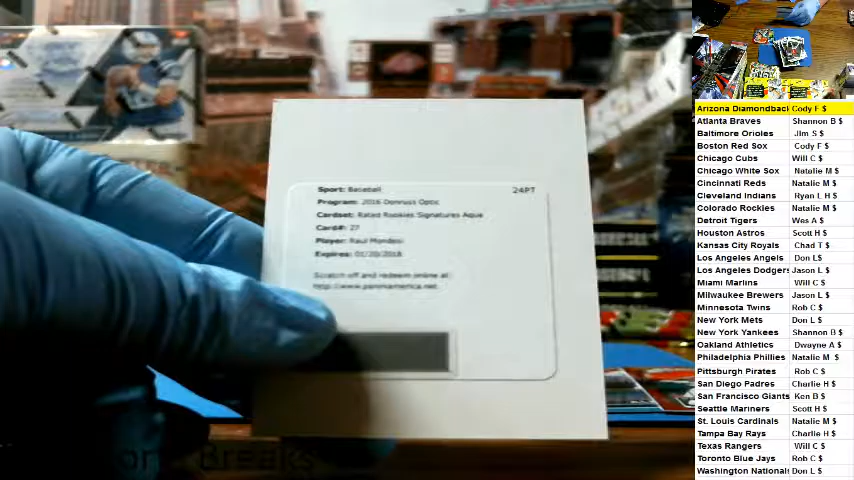 Sport: Baseball
24PT
Program: 2016 Donruss Optic
Cardset: Rated Rookies Signatures Aqua
Card#: 27
Player: Raul Mondesi
Expires: 01/20/2018
Scratch off and redeem online at:
http://www.paniniamerica.net
Breaks
Arizona Diamondback Cody F $
Atlanta Braves Shannon B $
Baltimore Orioles Jim S $
Boston Red Sox Cody F $
Chicago Cubs Will C $
Chicago White Sox Natalie M $
Cincinnati Reds Natalie M $
Cleveland Indians Ryan L H $
Colorado Rockies Natalie M $
Detroit Tigers Wes A $
Houston Astros Scott H $
Kansas City Royals Chad T $
Los Angeles Angels Don L $
Los Angeles Dodgers Jason L $
Miami Marlins Will C $
Milwaukee Brewers Jason L $
Minnesota Twins Rob C $
New York Mets Don L $
New York Yankees Shannon B $
Oakland Athletics Dwayne A $
Philadelphia Phillies Natalie M $
Pittsburgh Pirates Rob C $
San Diego Padres Charlie H $
San Francisco Giants Ken B $
Seattle Mariners Scott H $
St. Louis Cardinals Natalie M $
Tampa Bay Rays Charlie H $
Texas Rangers Will C $
Toronto Blue Jays Rob C $
Washington Nationals Don L $